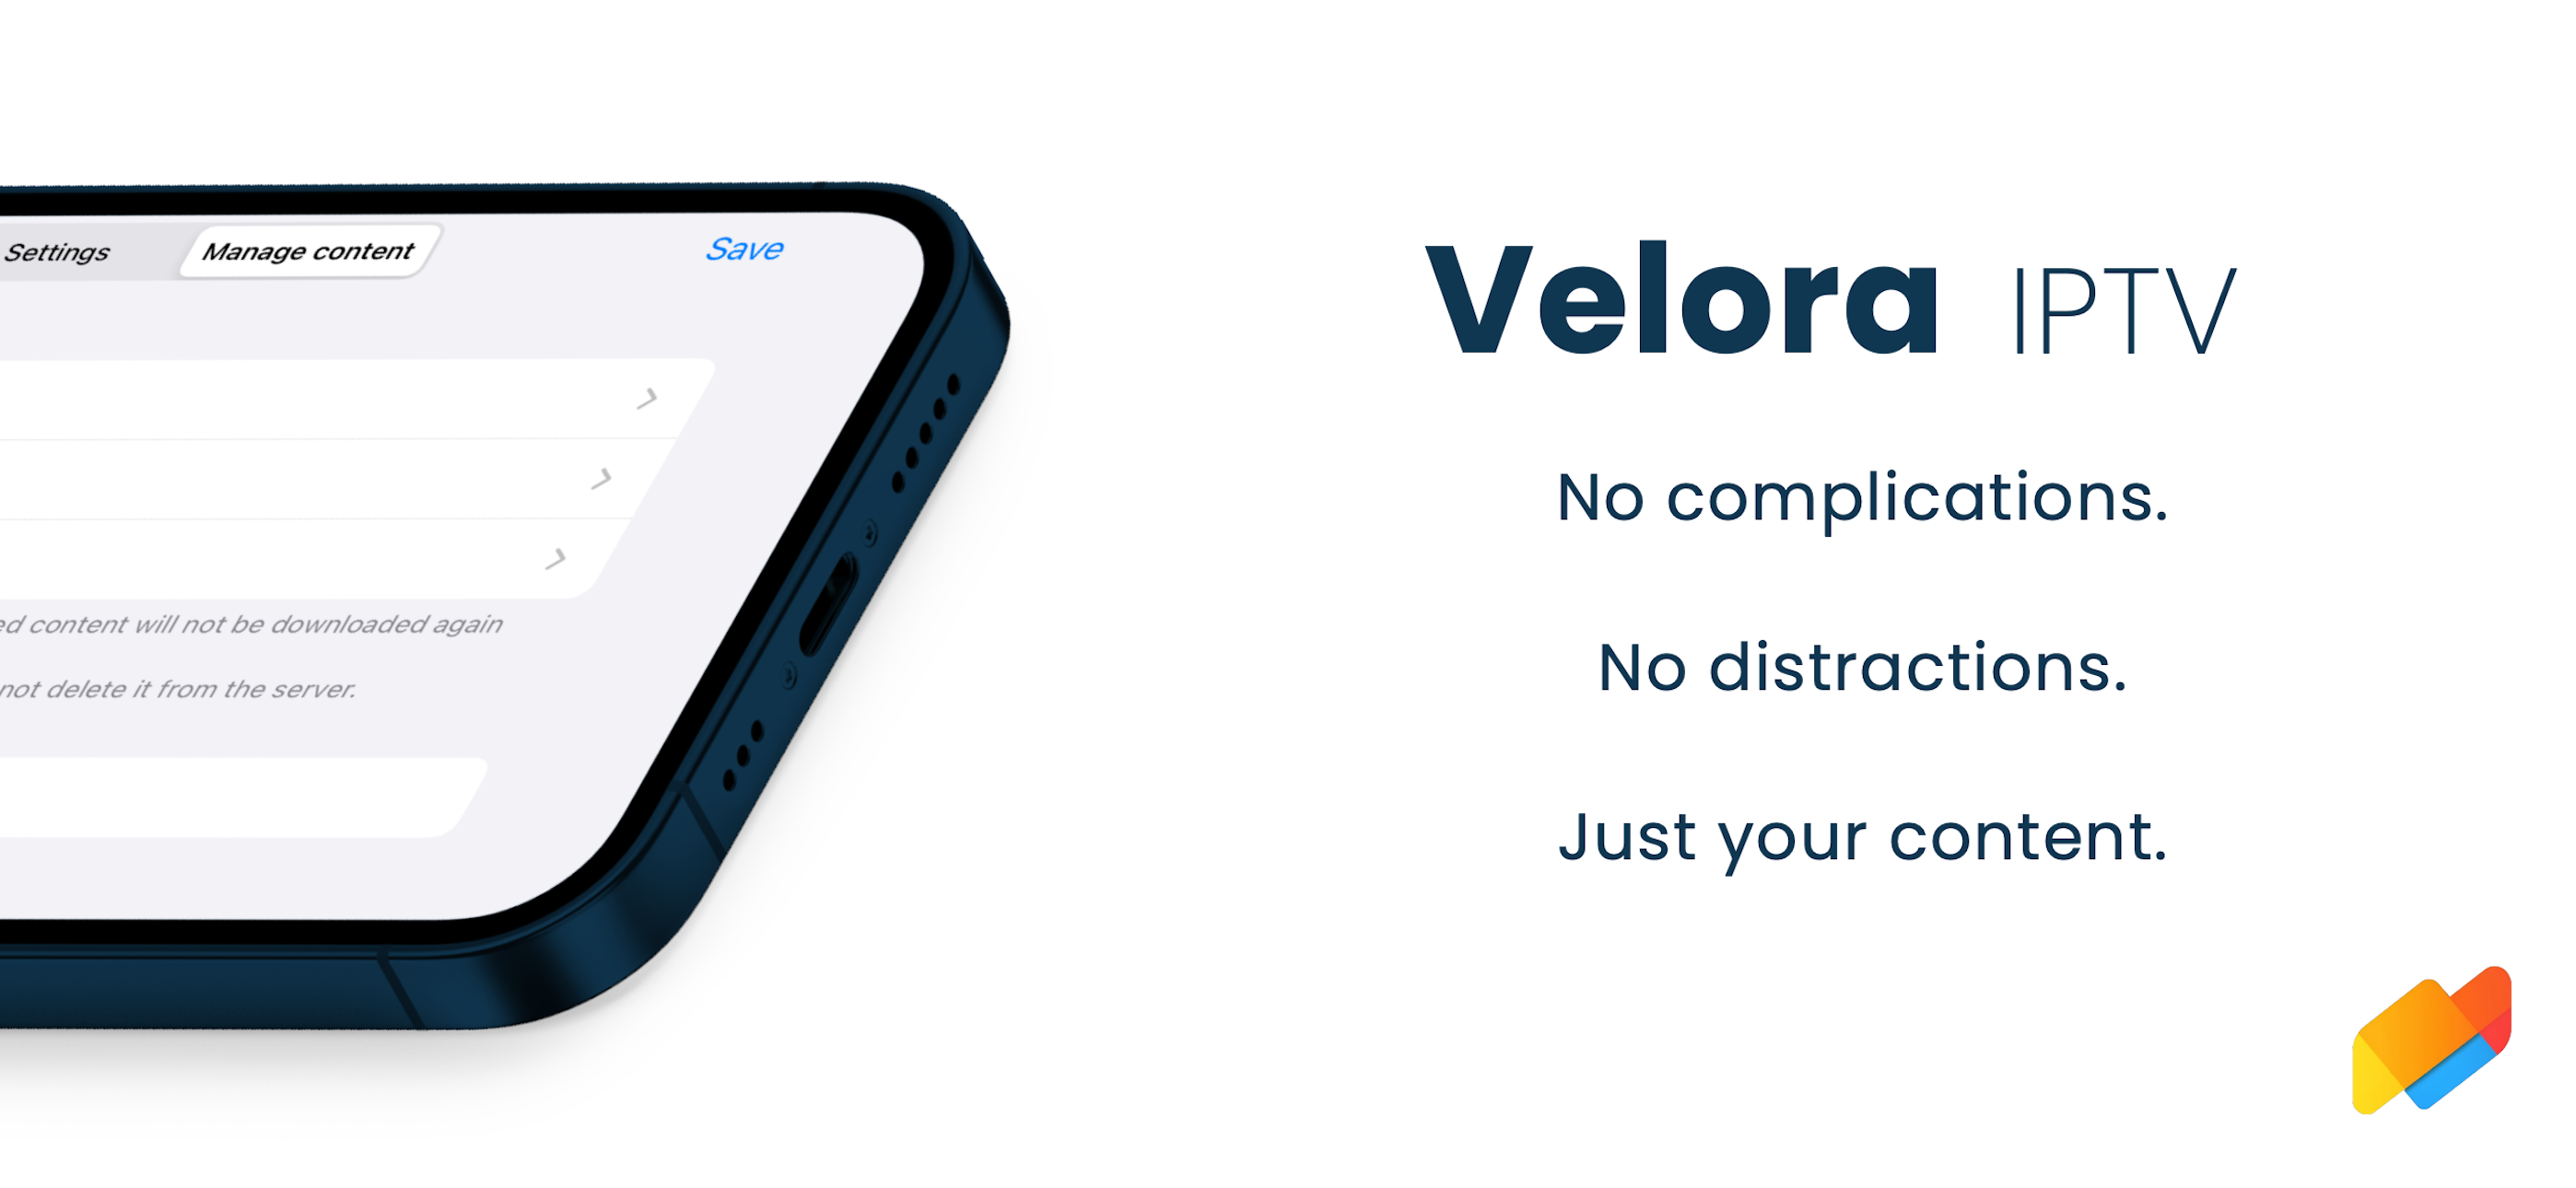 Settings
Manage content
Save
content will not be downloaded again
not delete it from the server.
Velora IPTV
No complications.
No distractions.
Just your content.